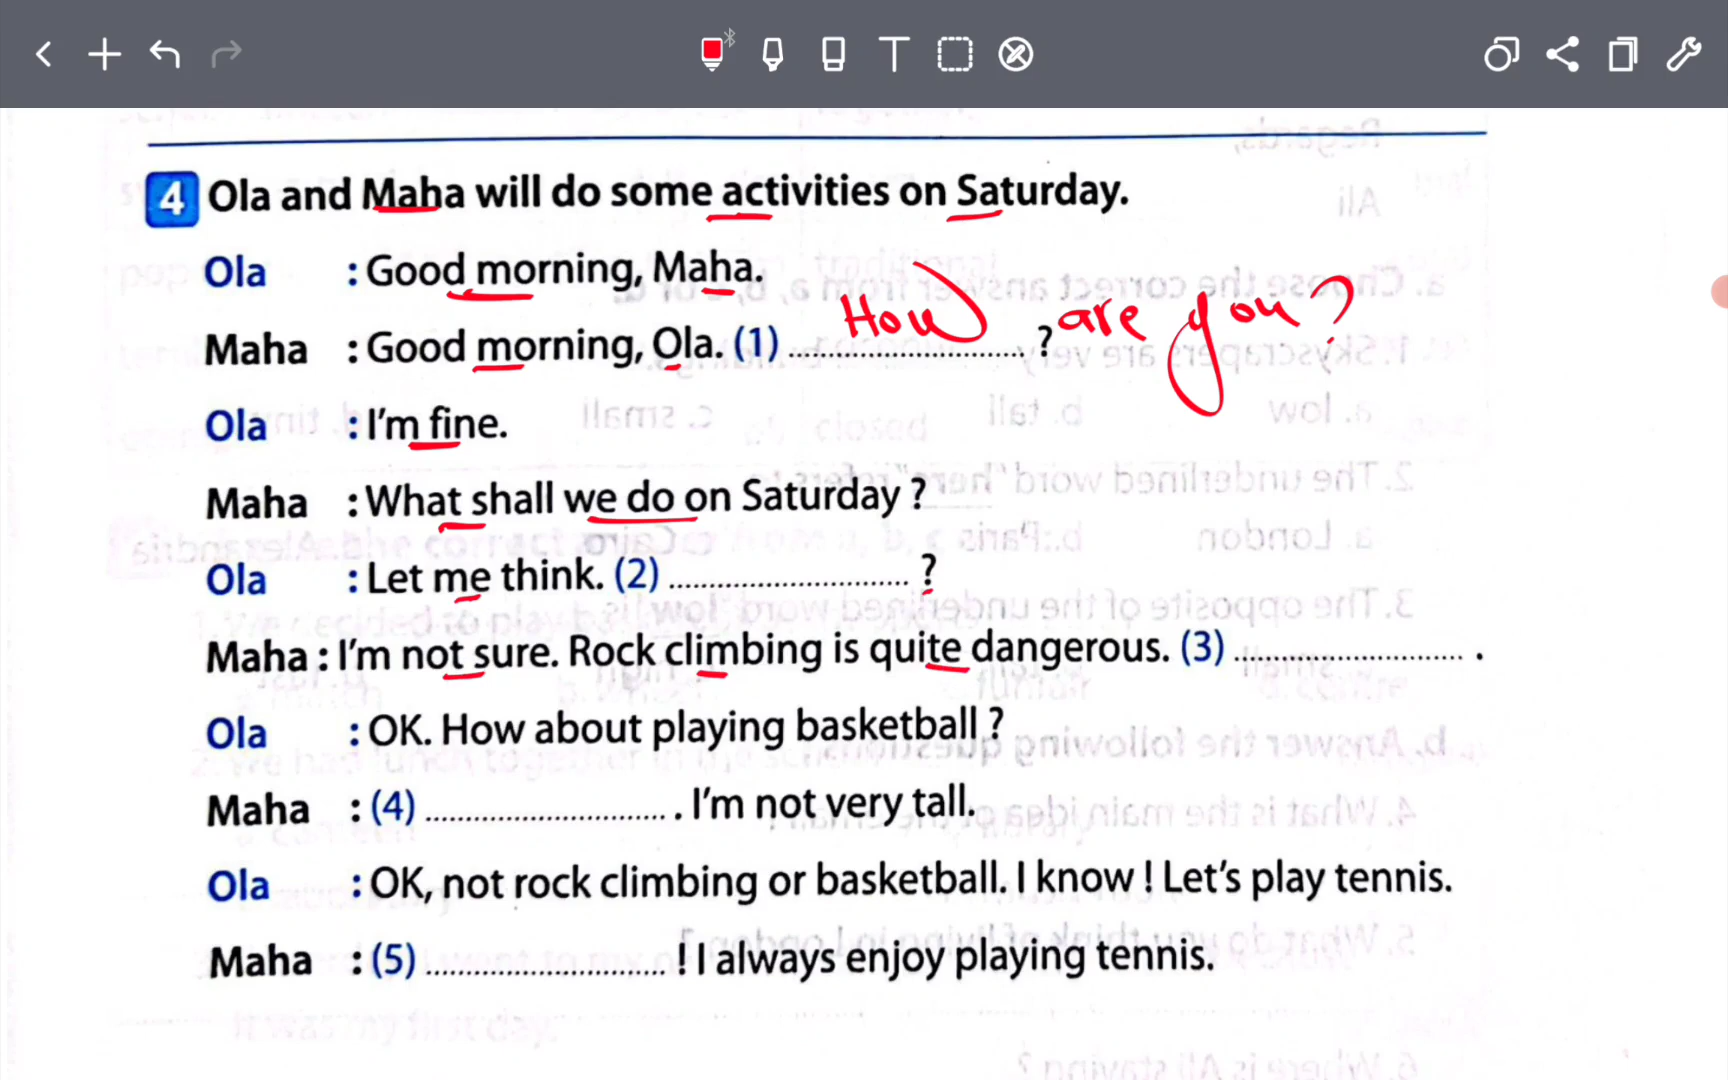 4 Ola and Maha will do some activities on Saturday.
Ola : Good morning, Maha.
Maha : Good morning, Ola. (1) ........................ ? How are you?
Ola : I'm fine.
Maha : What shall we do on Saturday ?
Ola : Let me think. (2) ........................ ?
Maha : I'm not sure. Rock climbing is quite dangerous. (3) ........................ .
Ola : OK. How about playing basketball ?
Maha : (4) ........................ . I'm not very tall.
Ola : OK, not rock climbing or basketball. I know ! Let's play tennis.
Maha : (5) ........................ ! I always enjoy playing tennis.